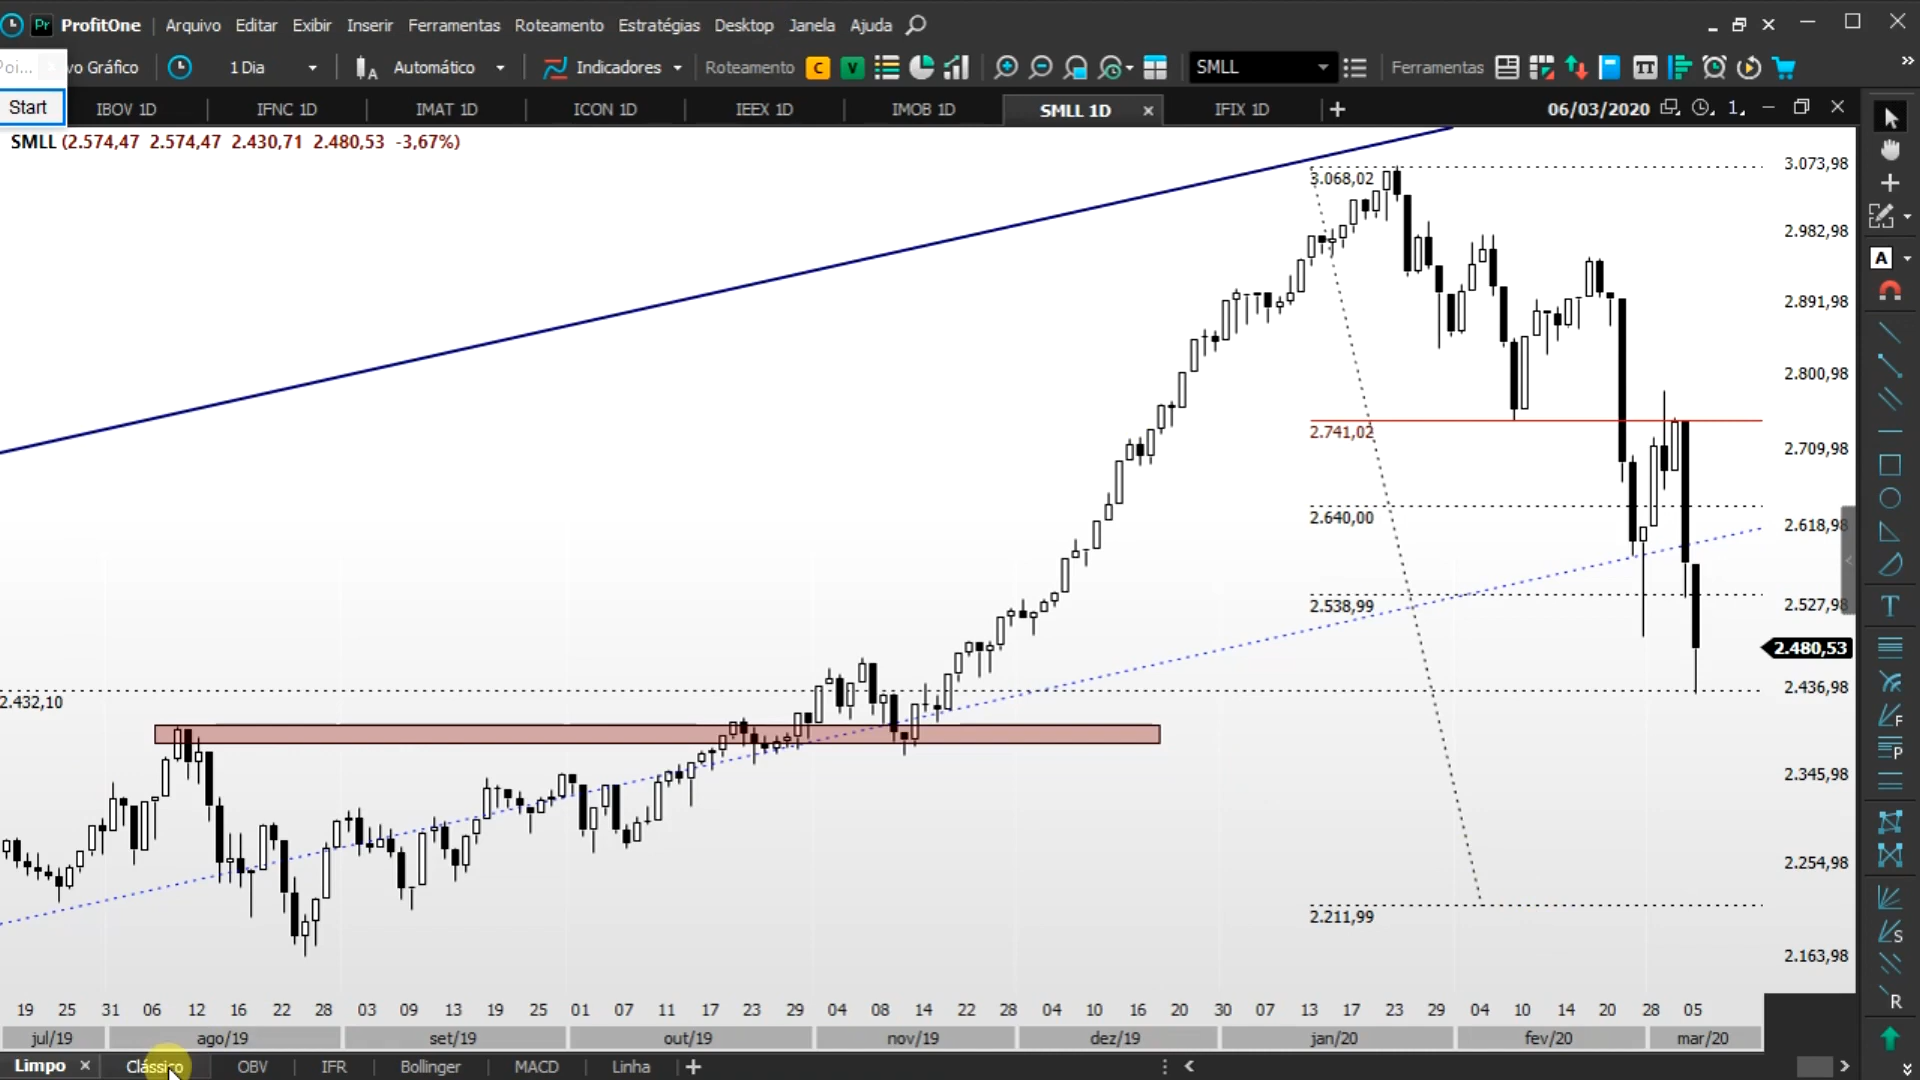 Pr ProfitOne Arquivo Editar Exibir Inserir Ferramentas Roteamento Estratégias Desktop Janela Ajuda
Poi... vo Gráfico 1 Dia A Automático Indicadores Roteamento C V SMLL Ferramentas TT
Start IBOV 1D IFNC 1D IMAT 1D ICON 1D IEEX 1D IMOB 1D SMLL 1D IFIX 1D 06/03/2020 1
SMLL (2.574,47 2.574,47 2.430,71 2.480,53 -3,67%)
3.073,98
3.068,02
2.982,98
2.891,98
2.800,98
2.741,02
2.709,98
2.640,00
2.618,98
2.538,99
2.527,98
2.480,53
2.436,98
2.432,10
2.345,98
2.254,98
2.211,99
2.163,98
A
T
F
P
S
R
19 25 31 06 12 16 22 28 03 09 13 19 25 01 07 11 17 23 29 04 08 14 22 28 04 10 16 20 30 07 13 17 23 29 04 10 14 20 28 05
jul/19 ago/19 set/19 out/19 nov/19 dez/19 jan/20 fev/20 mar/20
Limpo Clássico OBV IFR Bollinger MACD Linha